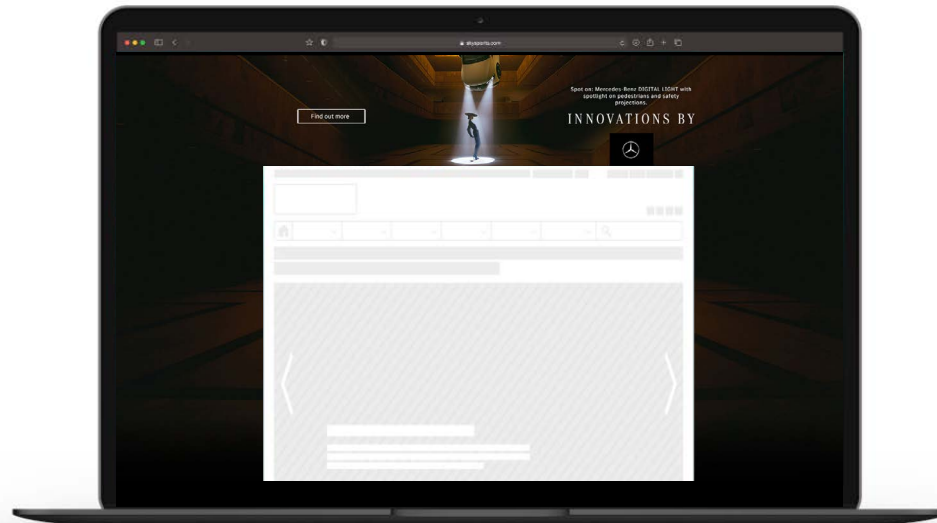 skysports.com
Find out more
Spot on: Mercedes-Benz DIGITAL LIGHT with
spotlight on pedestrians and safety
projections.
INNOVATIONS BY